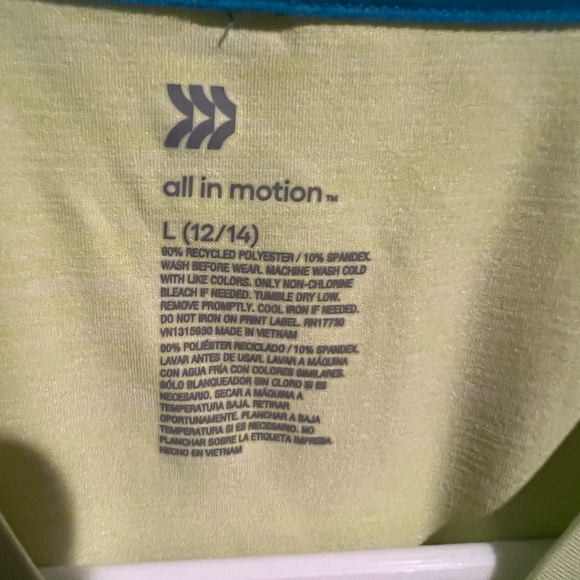 all in motion™
L (12/14)
90% RECYCLED POLYESTER / 10% SPANDEX.
WASH BEFORE WEAR. MACHINE WASH COLD
WITH LIKE COLORS. ONLY NON-CHLORINE
BLEACH IF NEEDED. TUMBLE DRY LOW.
REMOVE PROMPTLY. COOL IRON IF NEEDED.
DO NOT IRON ON PRINT LABEL. RN17730
VN1315930 MADE IN VIETNAM
90% POLIÉSTER RECICLADO / 10% SPANDEX.
LAVAR ANTES DE USAR. LAVAR A MÁQUINA
CON AGUA FRÍA CON COLORES SIMILARES.
SÓLO BLANQUEADOR SIN CLORO SI ES
NECESARIO. SECAR A MÁQUINA A
TEMPERATURA BAJA. RETIRAR
OPORTUNAMENTE. PLANCHAR A BAJA
TEMPERATURA SI ES NECESARIO. NO
PLANCHAR SOBRE LA ETIQUETA IMPRESA
HECHO EN VIETNAM